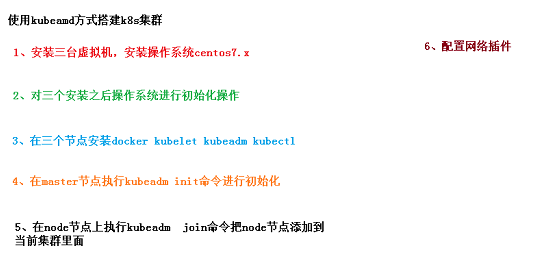 使用kubeamd方式搭建k8s集群
1、安装三台虚拟机，安装操作系统centos7.x
2、对三个安装之后操作系统进行初始化操作
3、在三个节点安装docker kubelet kubeadm kubectl
4、在master节点执行kubeadm init命令进行初始化
5、在node节点上执行kubeadm join命令把node节点添加到
当前集群里面
6、配置网络插件